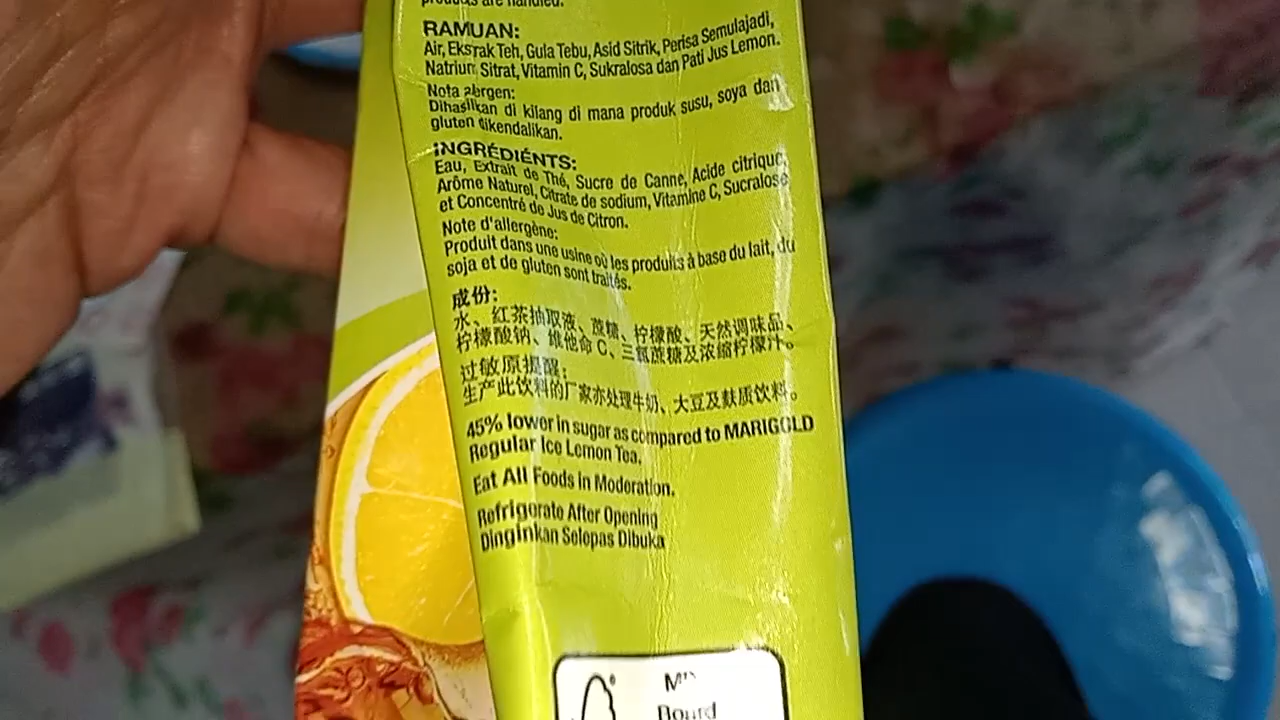 products are handled.
RAMUAN:
Air, Ekstrak Teh, Gula Tebu, Asid Sitrik, Perisa Semulajadi,
Natrium Sitrat, Vitamin C, Sukralosa dan Pati Jus Lemon.
Nota alergen:
Dihasilkan di kilang di mana produk susu, soya dan
gluten dikendalikan.
INGRÉDIÉNTS:
Eau, Extrait de Thé, Sucre de Canne, Acide citrique,
Arôme Naturel, Citrate de sodium, Vitamine C, Sucralose
et Concentré de Jus de Citron.
Note d'allergène:
Produit dans une usine où les produits à base du lait, du
soja et de gluten sont traités.
成份:
水、红茶抽取液、蔗糖、柠檬酸、天然调味品、
柠檬酸钠、维他命 C、三氯蔗糖及浓缩柠檬汁。
过敏原提醒:
生产此饮料的厂家亦处理牛奶、大豆及麸质饮料。
45% lower in sugar as compared to MARIGOLD
Regular Ice Lemon Tea.
Eat All Foods in Moderation.
Refrigerate After Opening
Dinginkan Selepas Dibuka
Board